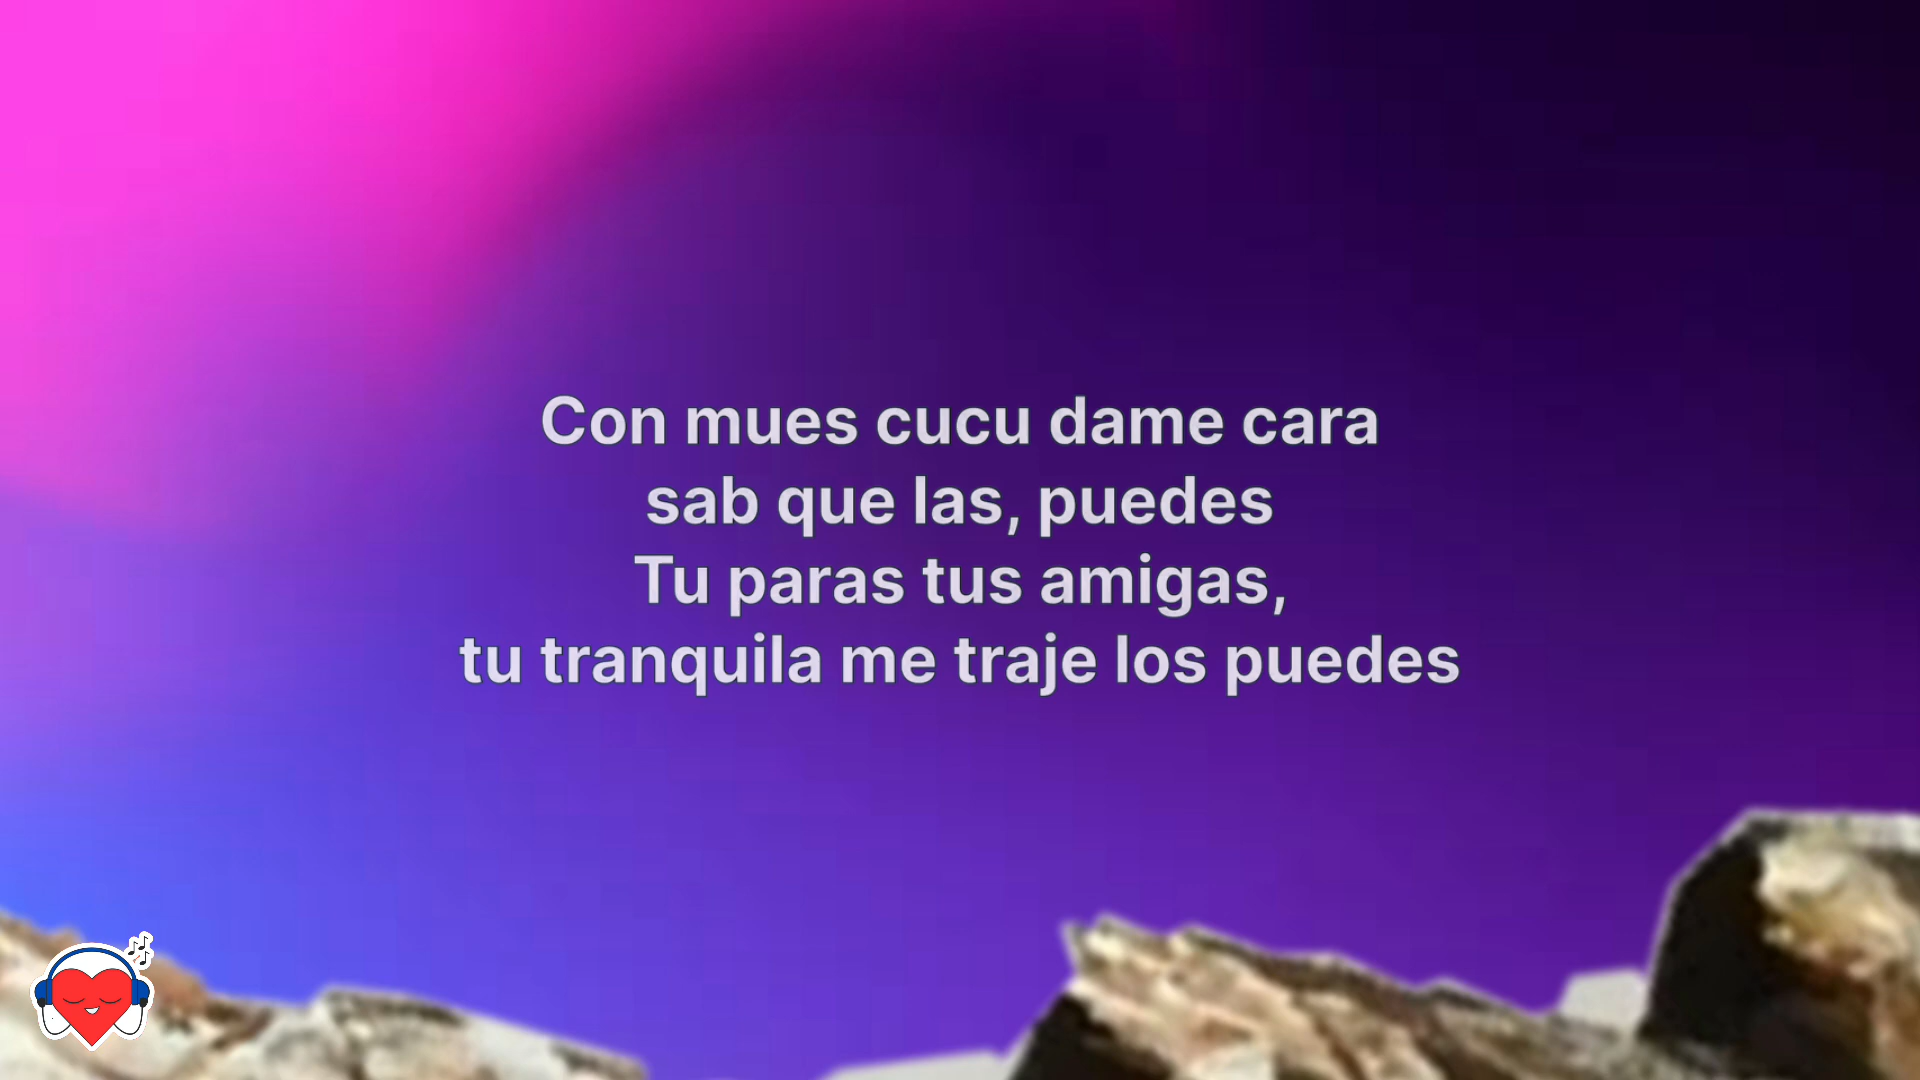 Con mues cucu dame cara
sab que las, puedes
Tu paras tus amigas,
tu tranquila me traje los puedes